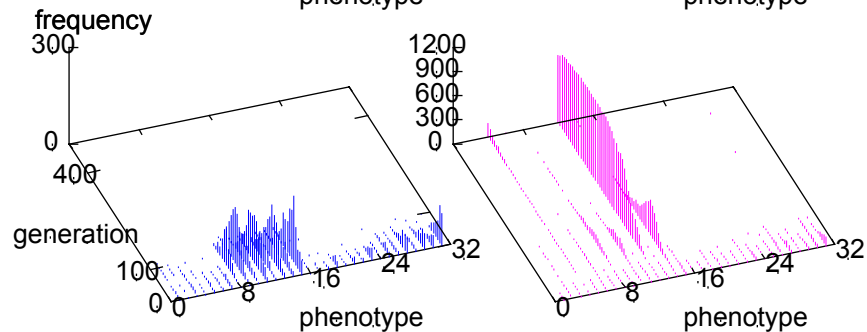 phenotype phenotype
frequency
300
0
400
generation
100
0
0 8 16 24 32
phenotype
1200
900
600
300
0
0 8 16 24 32
phenotype